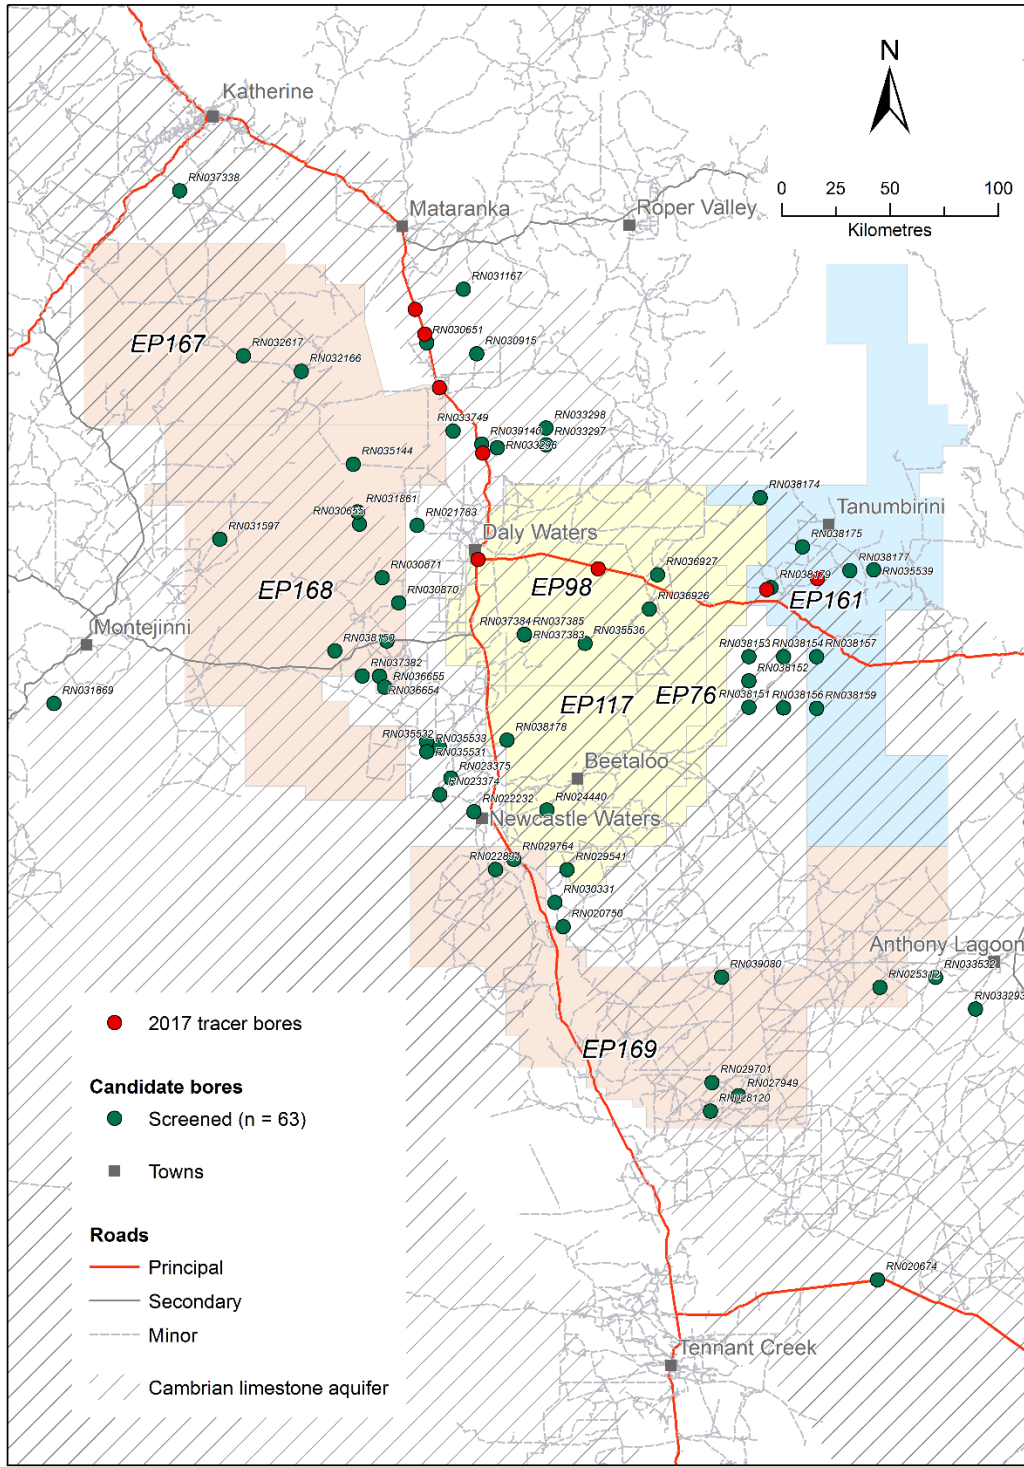 N
Katherine
RN037338
0 25 50 100
Kilometres
Mataranka
Roper Valley
RN031167
RN030651
RN030915
EP167
RN032617
RN032166
RN033749
RN033298
RN039146
RN033297
RN033296
RN035144
RN038174
RN031861
Tanumbirini
RN021783
RN031597
Daly Waters
RN038175
RN038177
RN035539
RN030871
RN036927
RN038179
EP168
EP98
EP161
RN030870
RN036926
Montejinni
RN037384
RN037385
RN037383
RN035536
RN038153
RN038154
RN038157
RN037382
RN038152
RN036655
RN036654
RN031869
EP117
EP76
RN038151
RN038156
RN038159
RN035532
RN035533
RN038178
RN035531
Beetaloo
RN023375
RN023374
RN024440
RN022232
Newcastle Waters
RN029764
RN029541
RN030331
RN020750
Anthony Lagoon
RN039080
RN033532
RN025312
RN033293
2017 tracer bores
EP169
RN029701
RN027949
RN028120
Candidate bores
Screened (n = 63)
Towns
Roads
Principal
Secondary
Minor
Cambrian limestone aquifer
RN020674
Tennant Creek